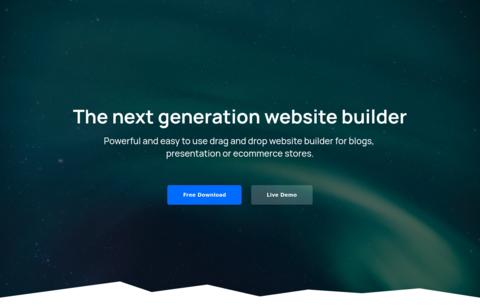 The next generation website builder
Powerful and easy to use drag and drop website builder for blogs,
presentation or ecommerce stores.
Free Download
Live Demo